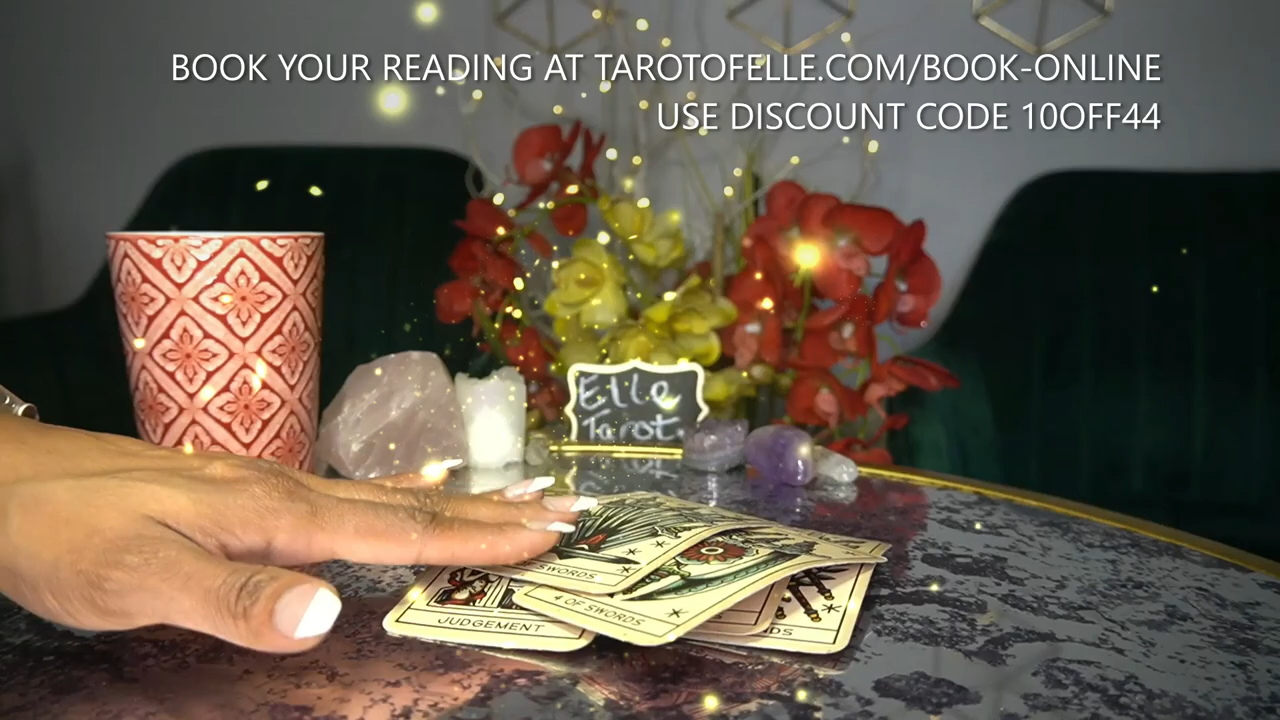 BOOK YOUR READING AT TAROTOFELLE.COM/BOOK-ONLINE
USE DISCOUNT CODE 10OFF44
Elle
Tarot.
SWORDS
4 OF SWORDS
JUDGEMENT